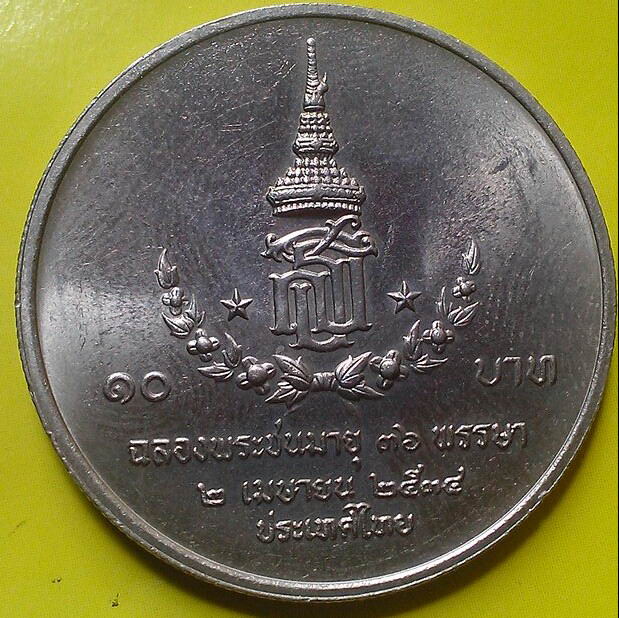 ๑๐ บาท
ฉลองพระชนมายุ ๓๖ พรรษา
๒ เมษายน ๒๕๓๔
ประเทศไทย